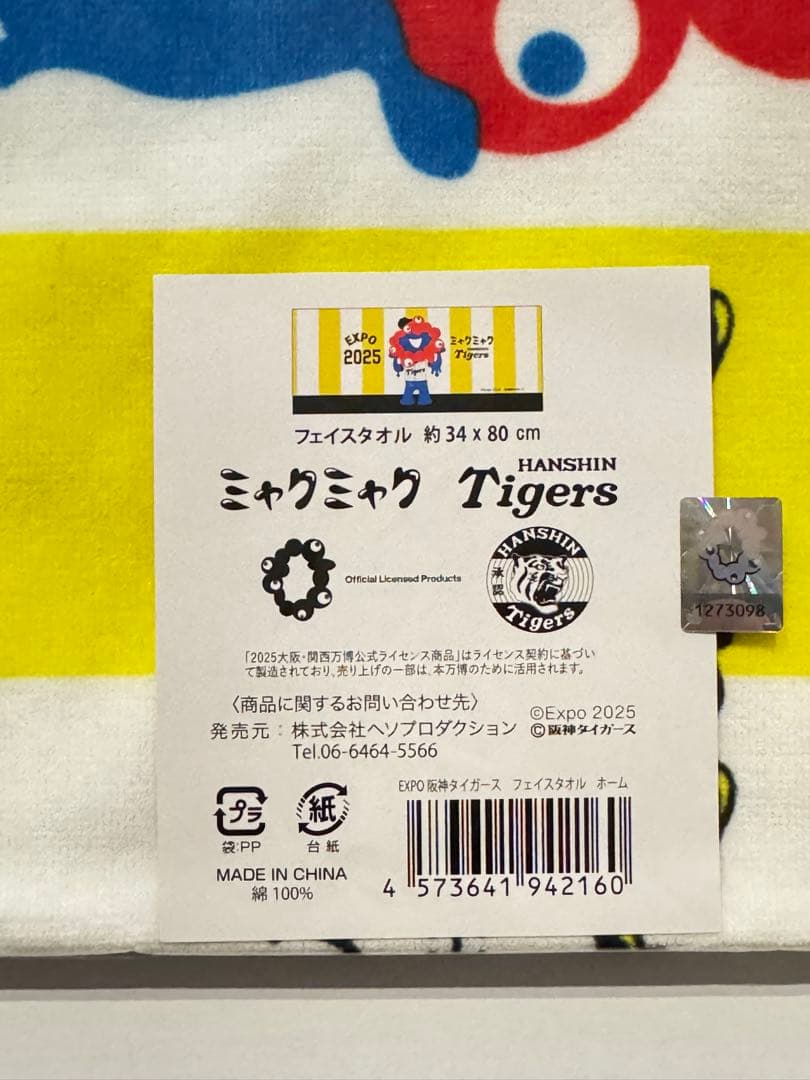 EXPO
2025
ミャクミャク
Tigers
Tigers
フェイスタオル 約34 x 80 cm
ミャクミャク
HANSHIN
Tigers
Official Licensed Products
HANSHIN
承認
Tigers
1273098
「2025大阪・関西万博公式ライセンス商品」はライセンス契約に基づい
て製造されており、売り上げの一部は、本万博のために活用されます。
〈商品に関するお問い合わせ先〉
発売元：株式会社ヘソプロダクション
Tel.06-6464-5566
©Expo 2025
©阪神タイガース
プラ
袋:PP
紙
台紙
MADE IN CHINA
綿100%
EXPO 阪神タイガース フェイスタオル ホーム
4 573641 942160